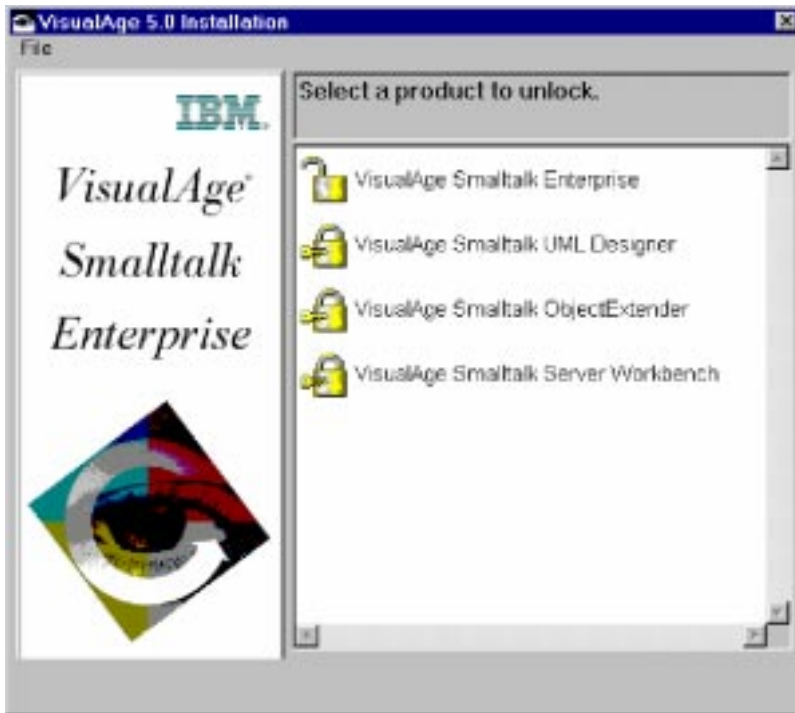 VisualAge 5.0 Installation
File
IBM.
VisualAge
Smalltalk
Enterprise
Select a product to unlock.
VisualAge Smalltalk Enterprise
VisualAge Smalltalk UML Designer
VisualAge Smalltalk ObjectExtender
VisualAge Smalltalk Server Workbench